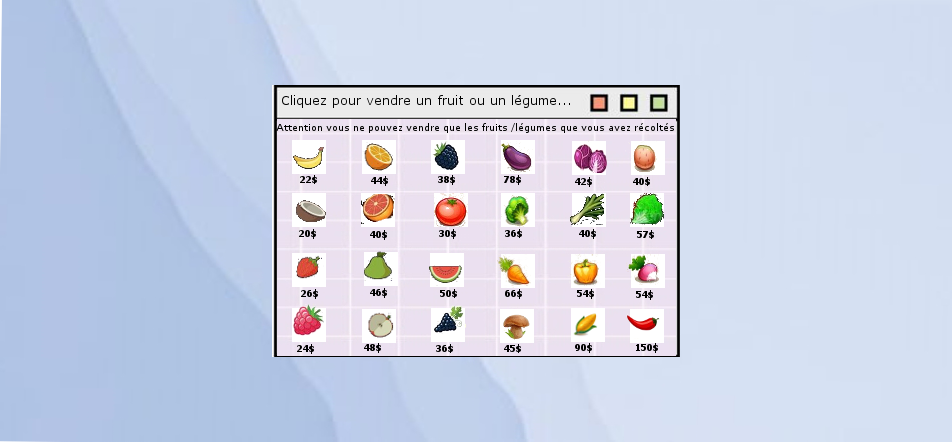 Cliquez pour vendre un fruit ou un légume...
Attention vous ne pouvez vendre que les fruits /légumes que vous avez récoltés
22$ 44$ 38$ 78$ 42$ 40$
20$ 40$ 30$ 36$ 40$ 57$
26$ 46$ 50$ 66$ 54$ 54$
24$ 48$ 36$ 45$ 90$ 150$